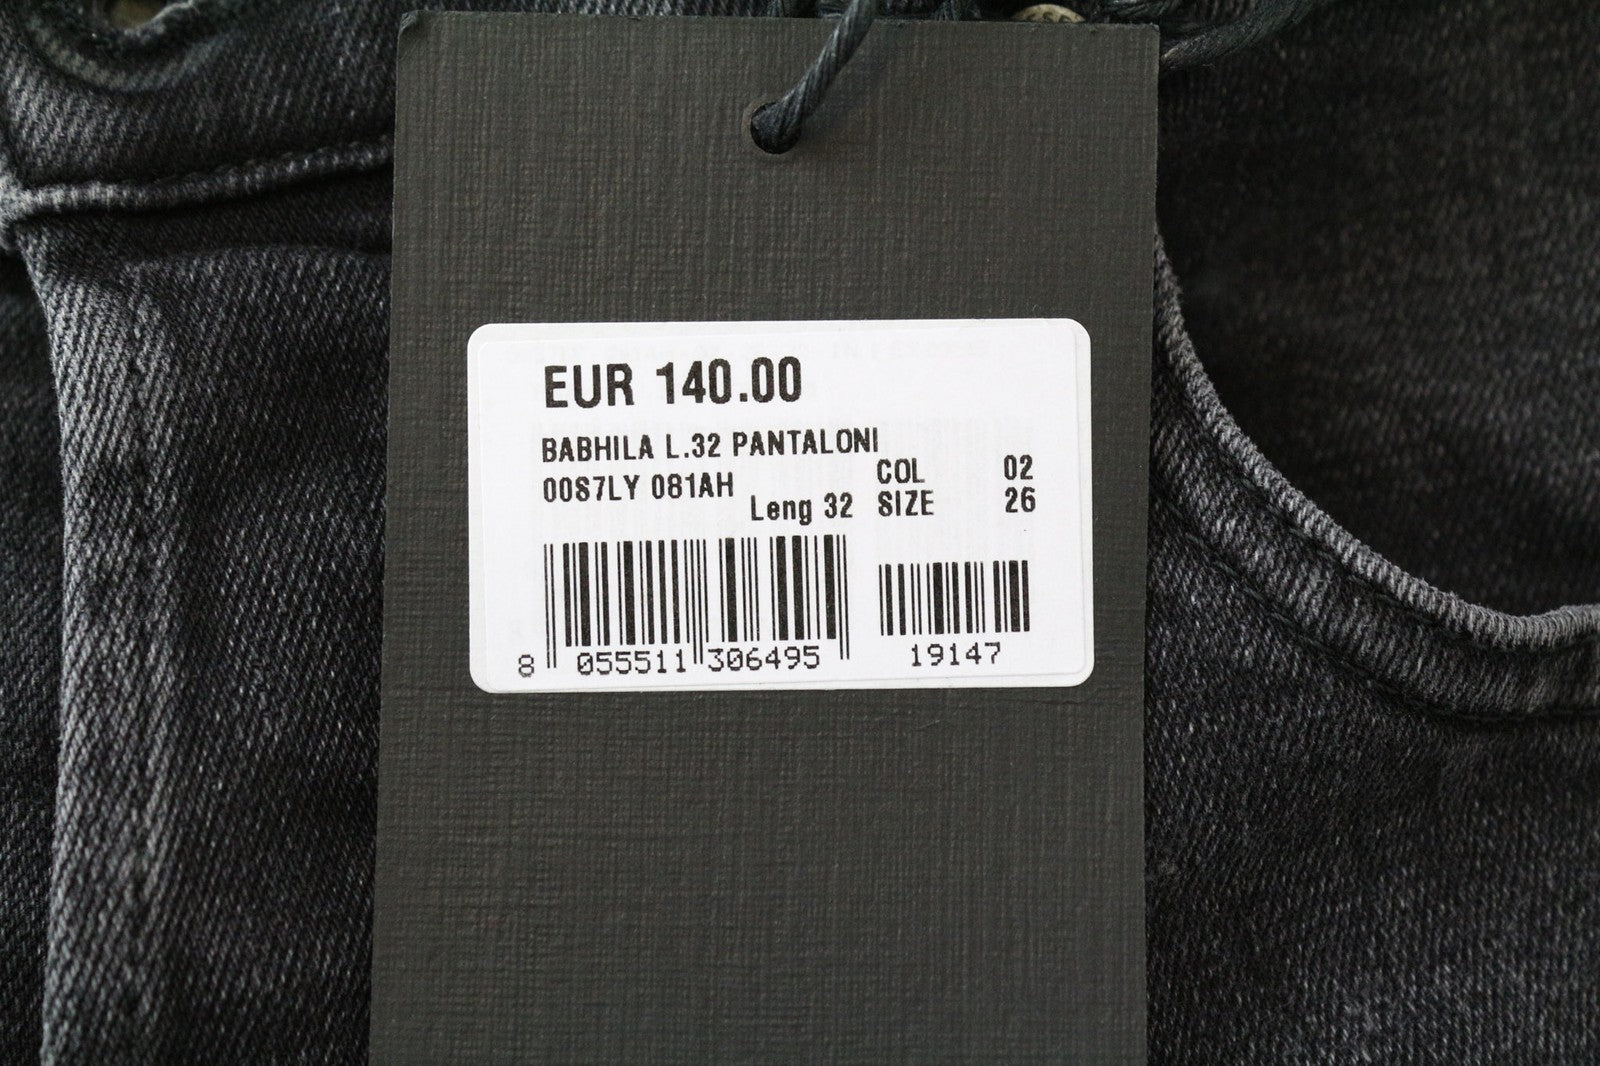 EUR 140.00
BABHILA L.32 PANTALONI
00S7LY 081AH
COL 02
Leng 32 SIZE 26
8 055511 306495
19147